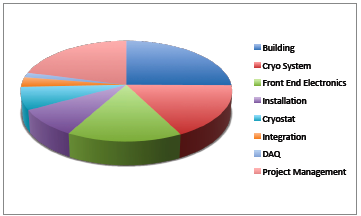 Building
Cryo System
Front End Electronics
Installation
Cryostat
Integration
DAQ
Project Management